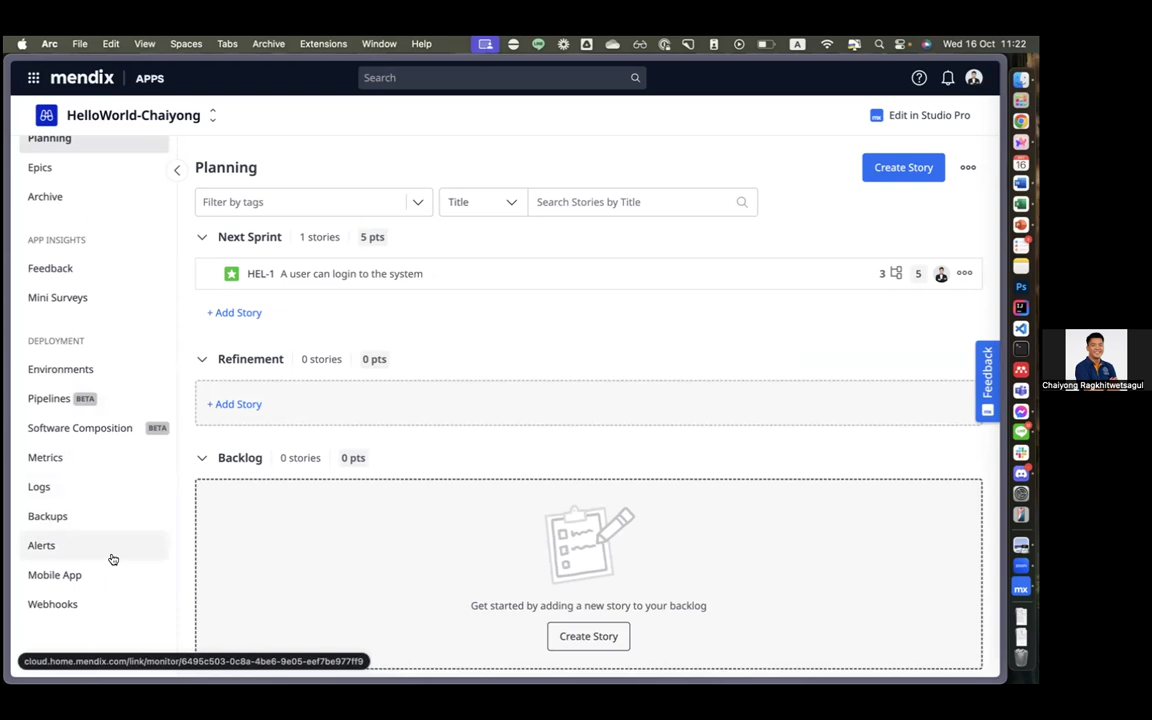 Arc File Edit View Spaces Tabs Archive Extensions Window Help A Wed 16 Oct 11:22
mendix APPS Search
HelloWorld-Chaiyong Edit in Studio Pro
Planning
Epics
Archive
APP INSIGHTS
Feedback
Mini Surveys
DEPLOYMENT
Environments
Pipelines BETA
Software Composition BETA
Metrics
Logs
Backups
Alerts
Mobile App
Webhooks
cloud.home.mendix.com/link/monitor/6495c503-0c8a-4be6-9e05-eef7be977ff9
Planning Create Story
Filter by tags Title Search Stories by Title
Next Sprint 1 stories 5 pts
HEL-1 A user can login to the system 3 5
+ Add Story
Refinement 0 stories 0 pts
+ Add Story
Backlog 0 stories 0 pts
Get started by adding a new story to your backlog
Create Story
Feedback
16
Ps
mx
Chaiyong Ragkhitwetsagul